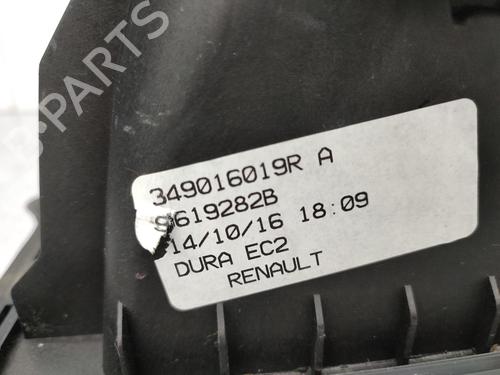 349016019R A
9619282B
14/10/16 18:09
DURA EC2
RENAULT
B-PARTS